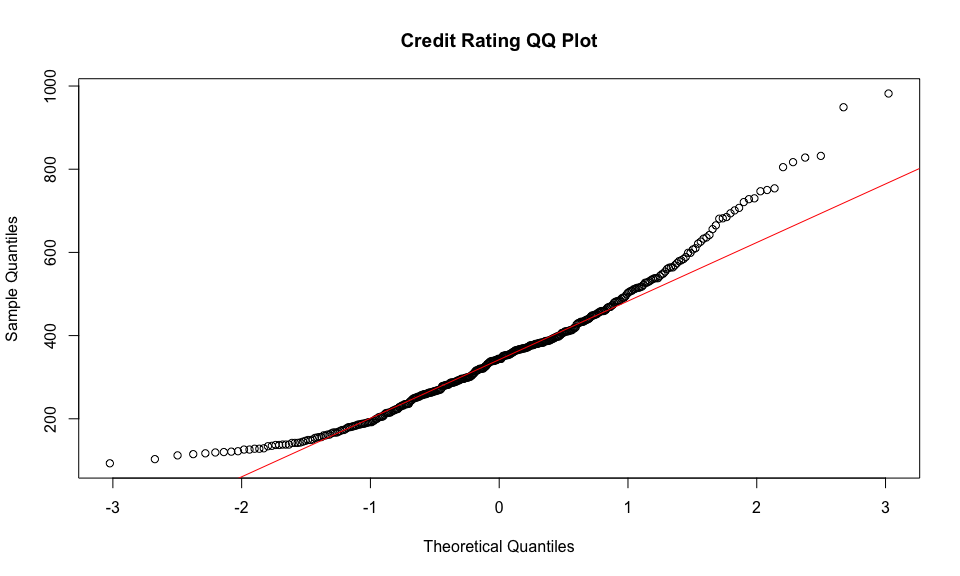 Credit Rating QQ Plot
Sample Quantiles
1000
800
600
400
200
-3 -2 -1 0 1 2 3
Theoretical Quantiles